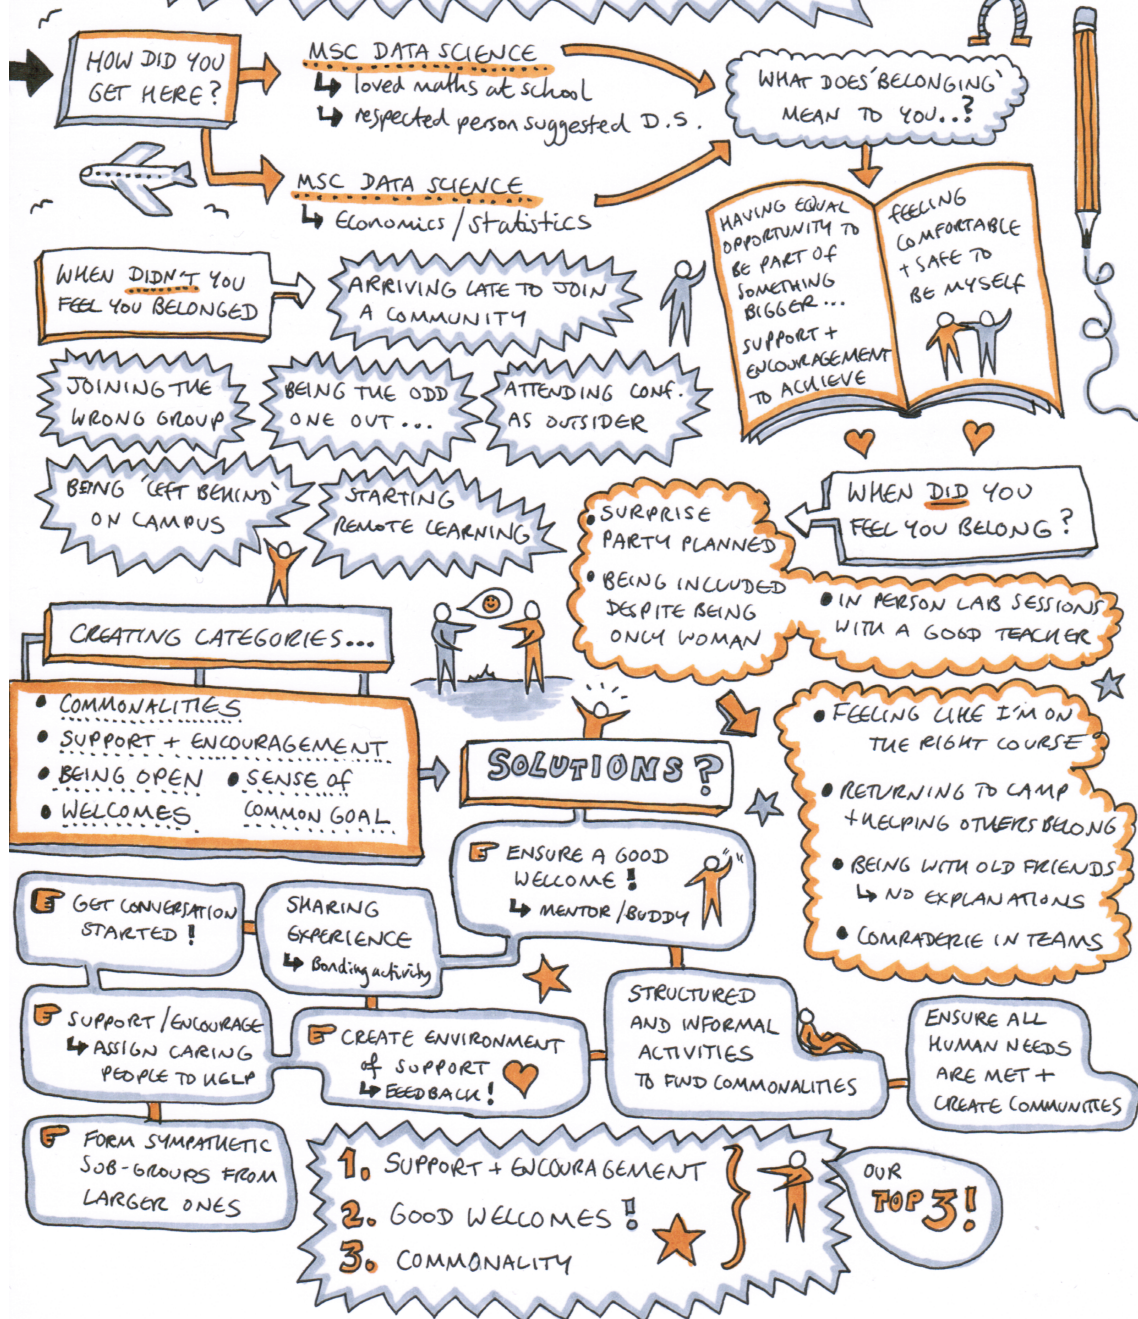 HOW DID YOU
GET HERE?
MSC DATA SCIENCE
↳ loved maths at school
↳ respected person suggested D.S.
MSC DATA SCIENCE
↳ Economics/Statistics
WHAT DOES 'BELONGING'
MEAN TO YOU..?
HAVING EQUAL
OPPORTUNITY TO
BE PART OF
SOMETHING
BIGGER...
SUPPORT +
ENCOURAGEMENT
TO ACHIEVE
FEELING
COMFORTABLE
+ SAFE TO
BE MYSELF
WHEN DIDN'T YOU
FEEL YOU BELONGED
ARRIVING LATE TO JOIN
A COMMUNITY
JOINING THE
WRONG GROUP
BEING THE ODD
ONE OUT...
ATTENDING CONF.
AS OUTSIDER
BEING 'LEFT BEHIND'
ON CAMPUS
STARTING
REMOTE LEARNING
WHEN DID YOU
FEEL YOU BELONG?
• SURPRISE
PARTY PLANNED
• BEING INCLUDED
DESPITE BEING
ONLY WOMAN
• IN PERSON LAB SESSIONS
WITH A GOOD TEACHER
• FEELING LIKE I'M ON
THE RIGHT COURSE
• RETURNING TO CAMP
+ HELPING OTHERS BELONG
• BEING WITH OLD FRIENDS
↳ NO EXPLANATIONS
• COMRADERIE IN TEAMS
CREATING CATEGORIES...
• COMMONALITIES
• SUPPORT + ENCOURAGEMENT
• BEING OPEN
• WELCOMES
• SENSE OF
COMMON GOAL
SOLUTIONS?
ENSURE A GOOD
WELCOME!
↳ MENTOR/BUDDY
SHARING
EXPERIENCE
↳ Bonding activity
GET CONVERSATION
STARTED!
SUPPORT/ENCOURAGE
↳ ASSIGN CARING
PEOPLE TO HELP
CREATE ENVIRONMENT
of SUPPORT
↳ FEEDBACK!
STRUCTURED
AND INFORMAL
ACTIVITIES
TO FIND COMMONALITIES
ENSURE ALL
HUMAN NEEDS
ARE MET +
CREATE COMMUNITIES
FORM SYMPATHETIC
SUB-GROUPS FROM
LARGER ONES
1. SUPPORT + ENCOURAGEMENT
2. GOOD WELCOMES!
3. COMMONALITY
OUR
TOP 3!